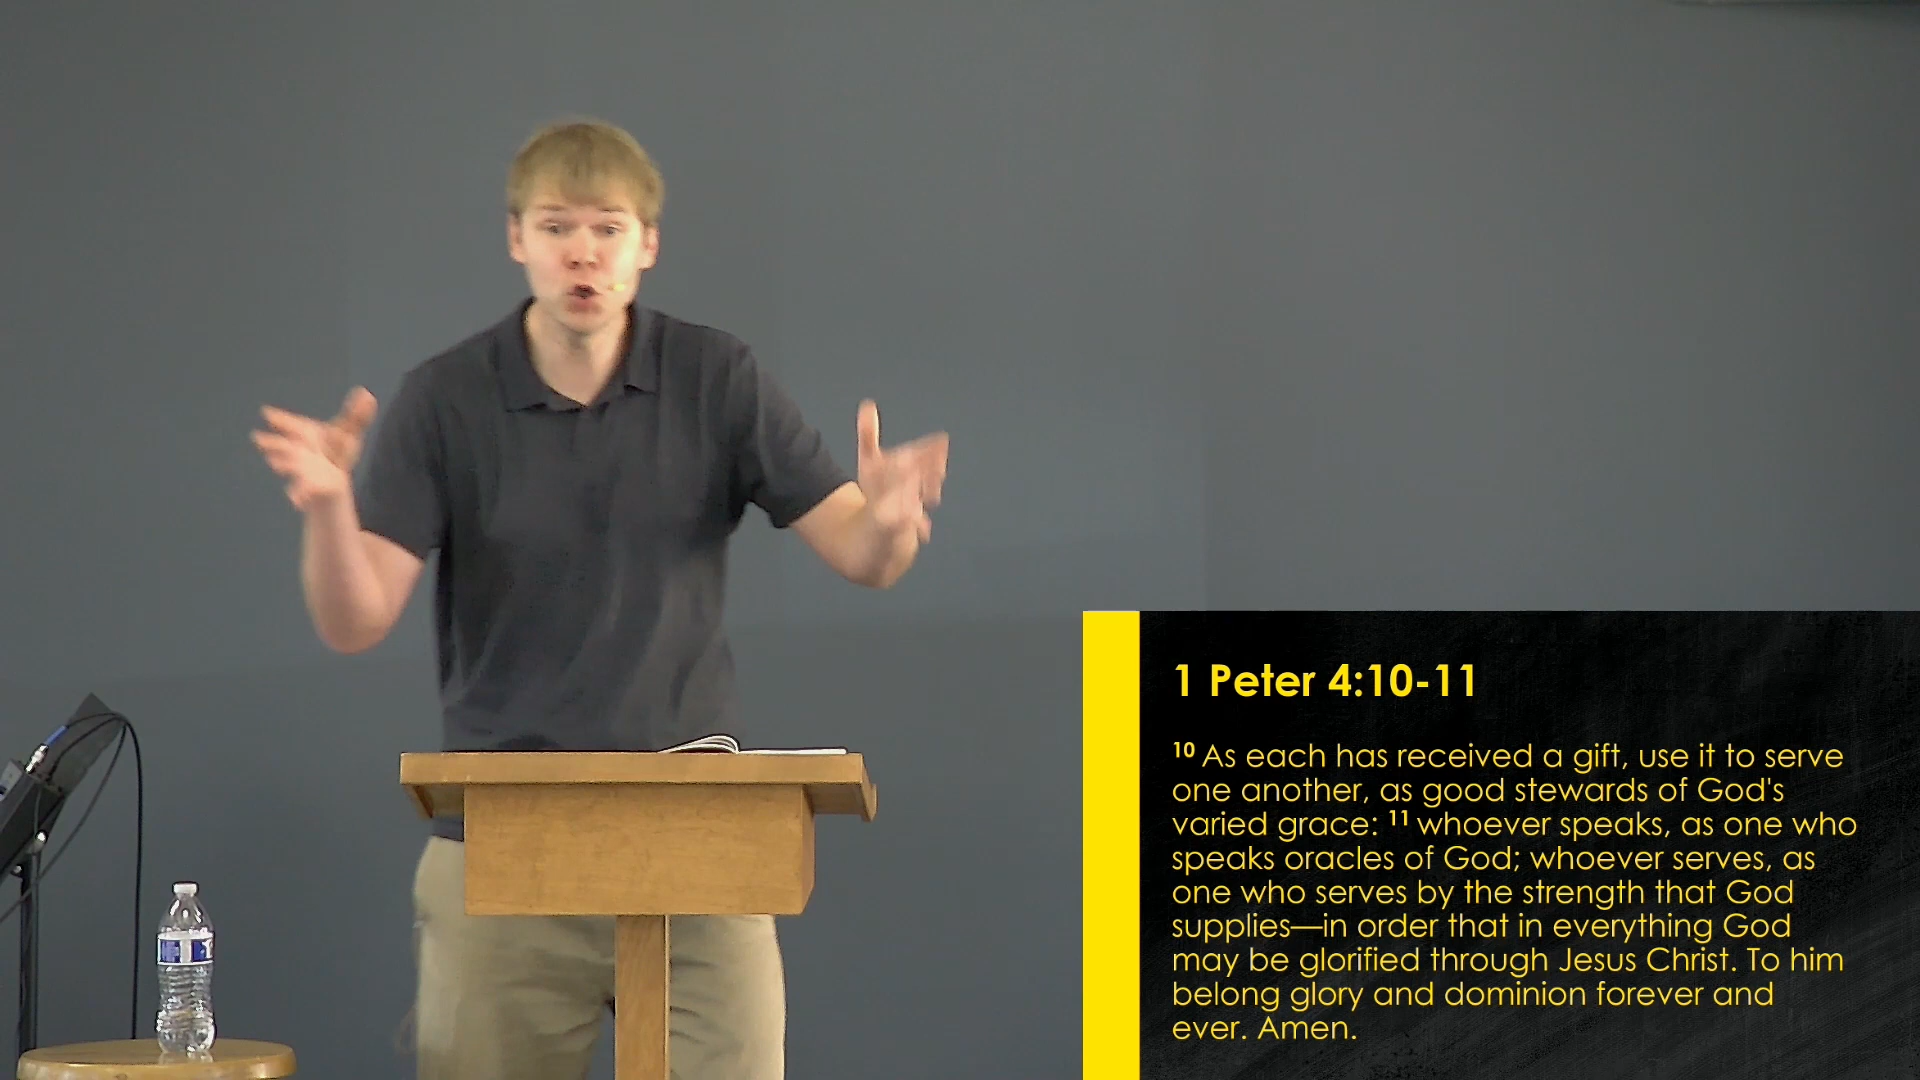 1 Peter 4:10-11
10 As each has received a gift, use it to serve
one another, as good stewards of God's
varied grace: 11 whoever speaks, as one who
speaks oracles of God; whoever serves, as
one who serves by the strength that God
supplies—in order that in everything God
may be glorified through Jesus Christ. To him
belong glory and dominion forever and
ever. Amen.